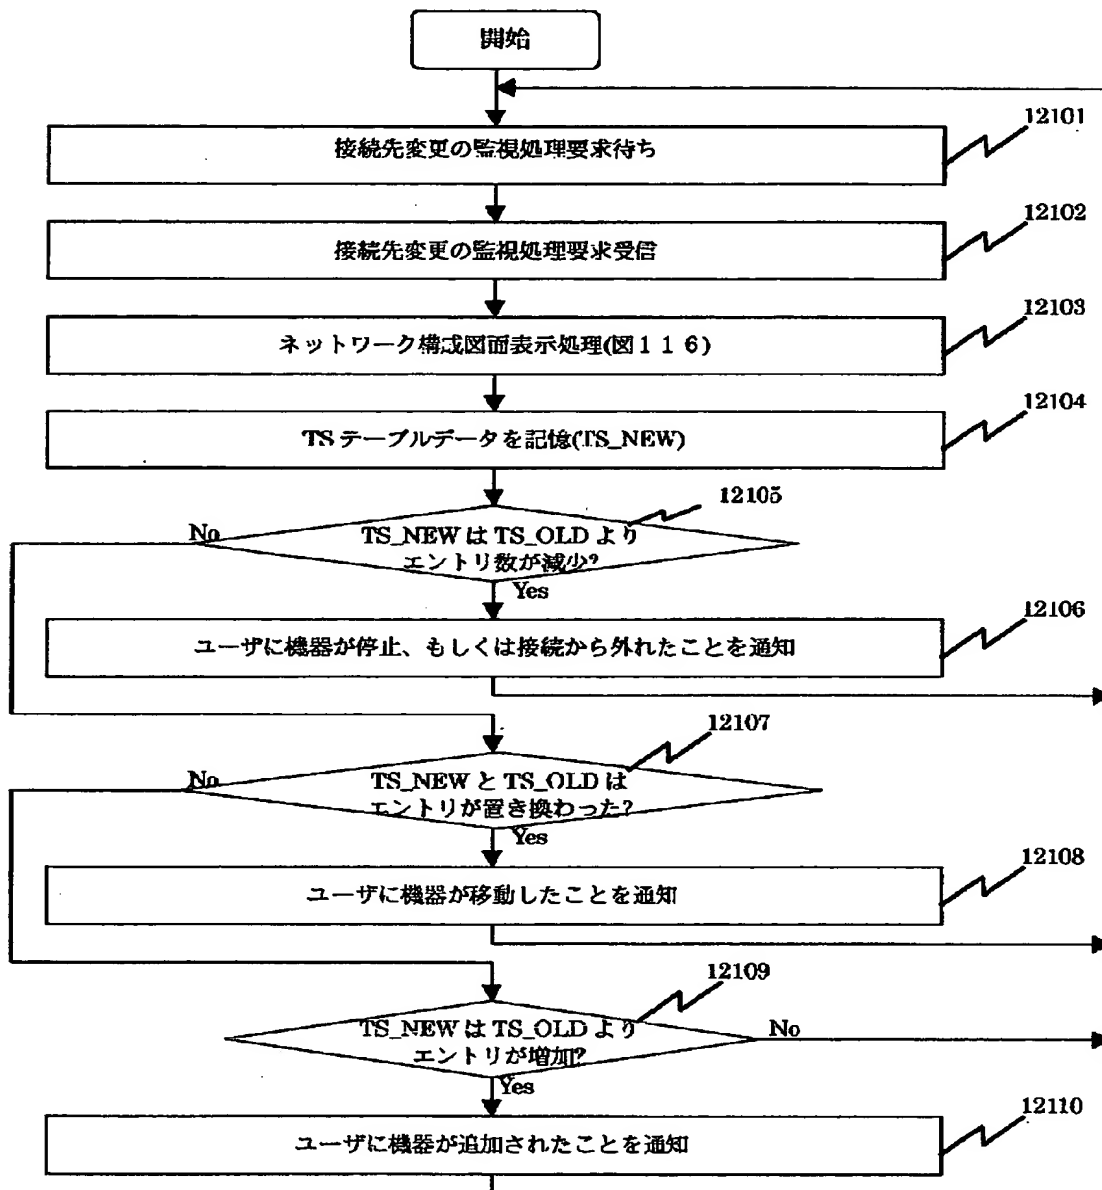 開始
12101
接続先変更の監視処理要求待ち
12102
接続先変更の監視処理要求受信
12103
ネットワーク構成図面表示処理(図116)
12104
TSテーブルデータを記憶(TS_NEW)
12105
No
TS_NEWはTS_OLDより
エントリ数が減少?
Yes
12106
ユーザに機器が停止、もしくは接続から外れたことを通知
12107
No
TS_NEWとTS_OLDは
エントリが置き換わった?
Yes
12108
ユーザに機器が移動したことを通知
12109
TS_NEWはTS_OLDより
エントリが増加?
No
Yes
12110
ユーザに機器が追加されたことを通知